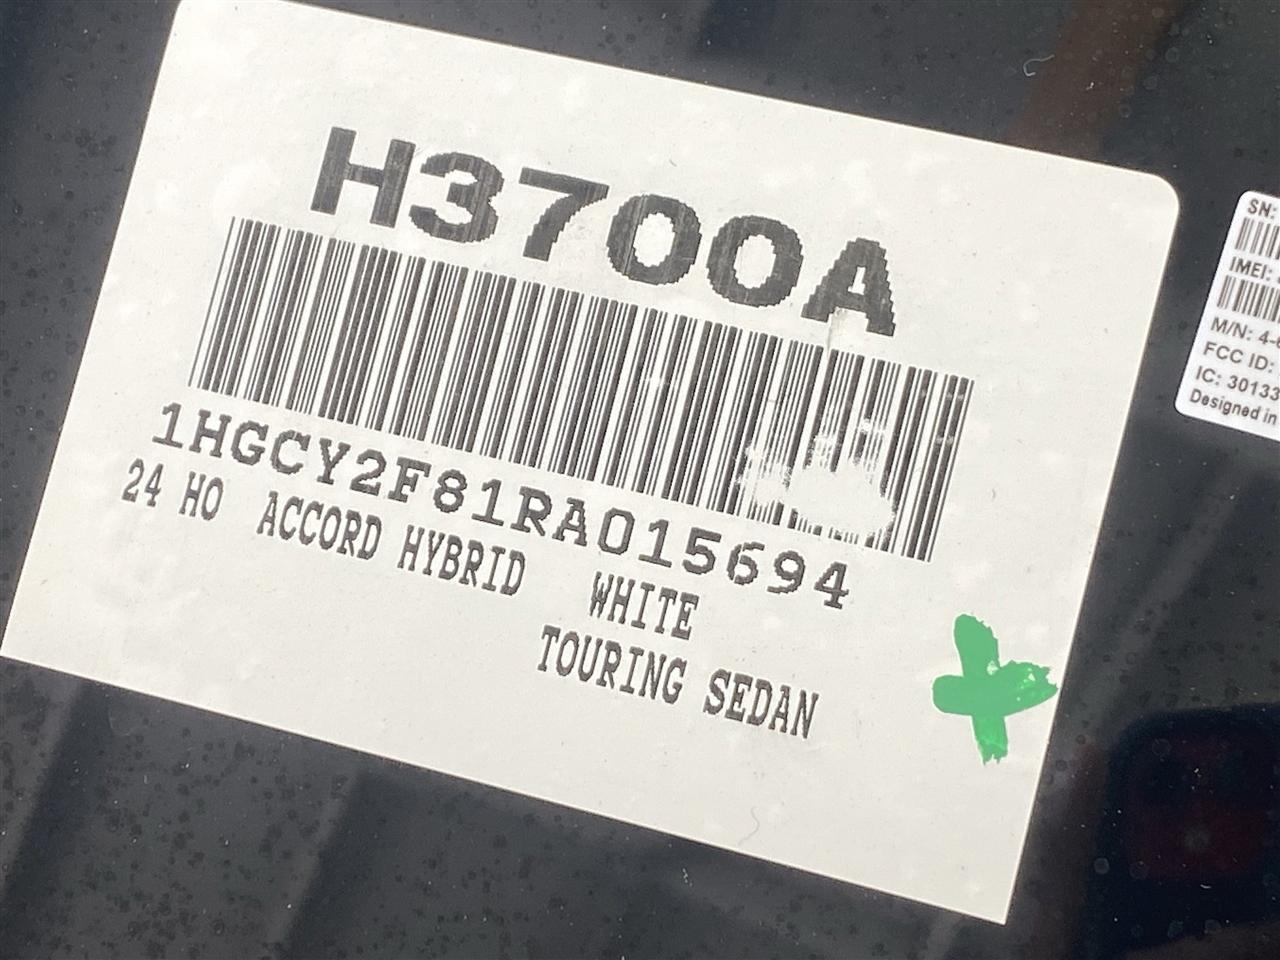 H3700A
1HGCY2F81RA015694
24 HO ACCORD HYBRID WHITE
TOURING SEDAN
SN:
IMEI:
M/N: 4-
FCC ID:
IC: 30133
Designed in